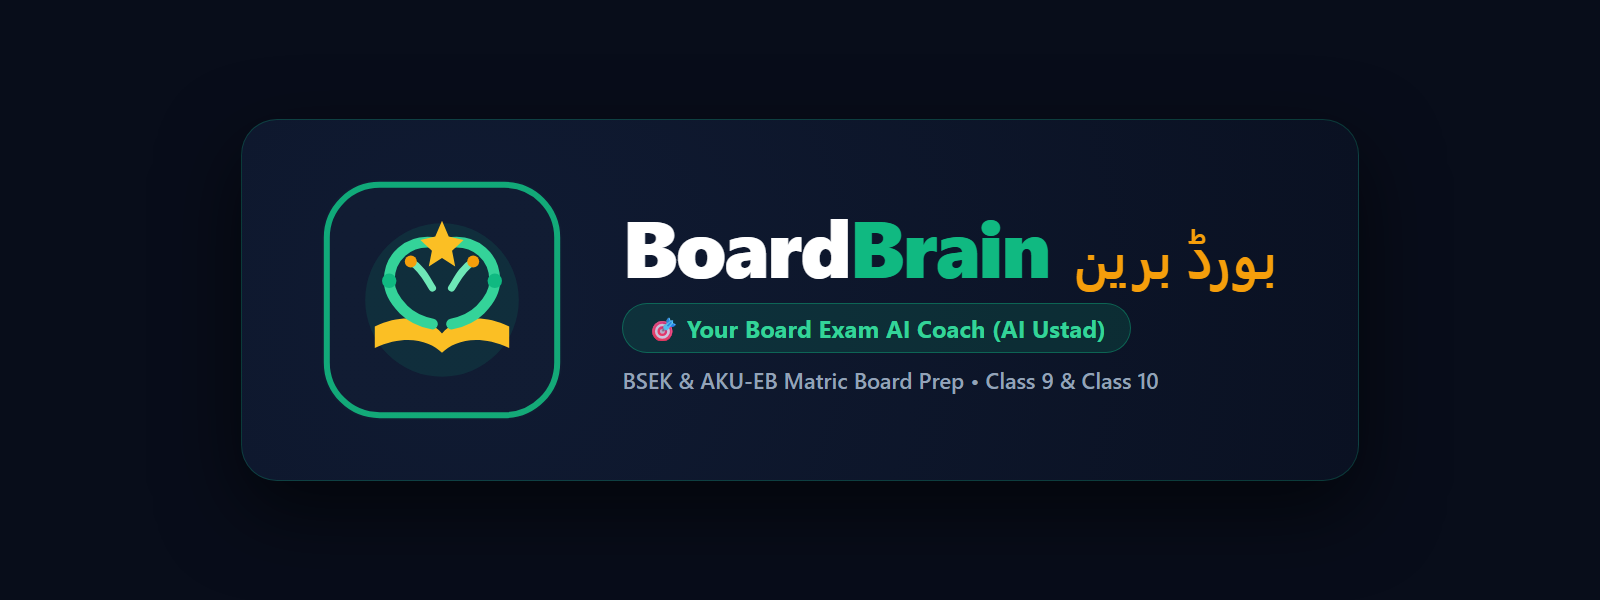 BoardBrain بورڈ برین
🎯 Your Board Exam AI Coach (AI Ustad)
BSEK & AKU-EB Matric Board Prep • Class 9 & Class 10